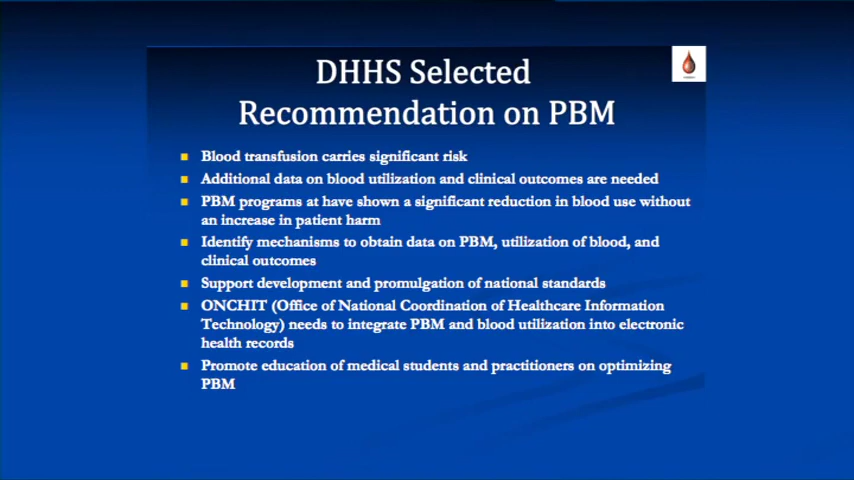 DHHS Selected
Recommendation on PBM
Blood transfusion carries significant risk
Additional data on blood utilization and clinical outcomes are needed
PBM programs at have shown a significant reduction in blood use without
an increase in patient harm
Identify mechanisms to obtain data on PBM, utilization of blood, and
clinical outcomes
Support development and promulgation of national standards
ONCHIT (Office of National Coordination of Healthcare Information
Technology) needs to integrate PBM and blood utilization into electronic
health records
Promote education of medical students and practitioners on optimizing
PBM